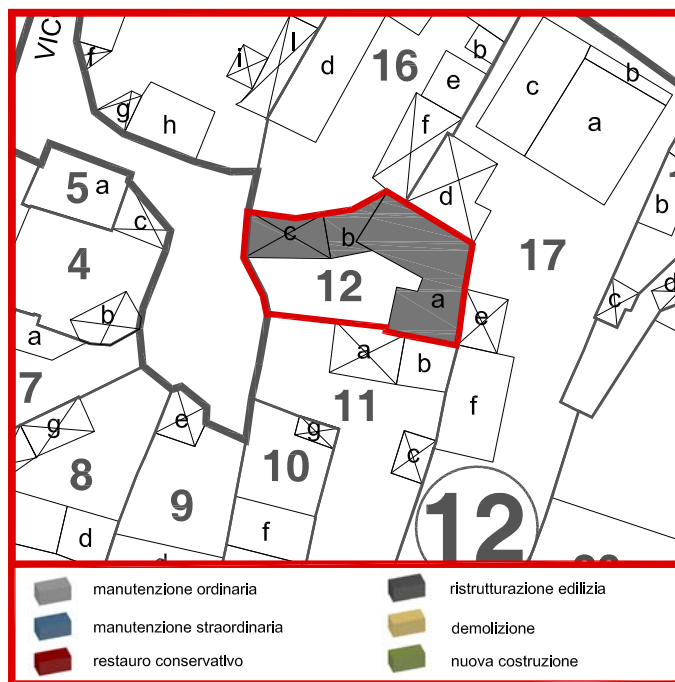 VIC
f
g
h
i
l
d
16
b
e
f
d
c
b
a
5
a
c
4
b
a
7
g
8
d
e
9
c
b
12
a
17
e
b
c
d
a
b
11
f
c
g
10
f
12
manutenzione ordinaria
ristrutturazione edilizia
manutenzione straordinaria
demolizione
restauro conservativo
nuova costruzione